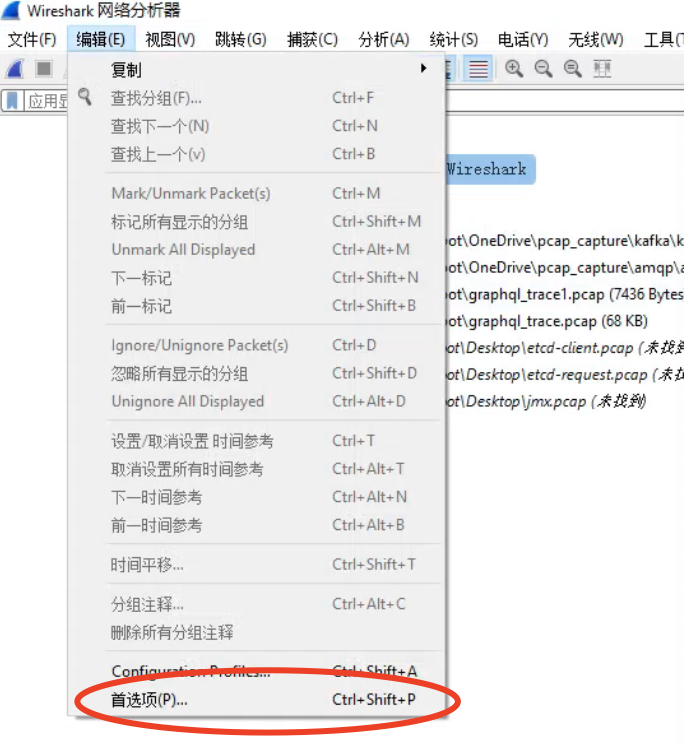 Wireshark 网络分析器
文件(F) 编辑(E) 视图(V) 跳转(G) 捕获(C) 分析(A) 统计(S) 电话(Y) 无线(W) 工具(T
应用显
复制
查找分组(F)... Ctrl+F
查找下一个(N) Ctrl+N
查找上一个(v) Ctrl+B
Wireshark
Mark/Unmark Packet(s) Ctrl+M
标记所有显示的分组 Ctrl+Shift+M
Unmark All Displayed Ctrl+Alt+M
下一标记 Ctrl+Shift+N
前一标记 Ctrl+Shift+B
Ignore/Unignore Packet(s) Ctrl+D
忽略所有显示的分组 Ctrl+Shift+D
Unignore All Displayed Ctrl+Alt+D
设置/取消设置 时间参考 Ctrl+T
取消设置所有时间参考 Ctrl+Alt+T
下一时间参考 Ctrl+Alt+N
前一时间参考 Ctrl+Alt+B
时间平移... Ctrl+Shift+T
分组注释... Ctrl+Alt+C
删除所有分组注释
Configuration Profiles... Ctrl+Shift+A
首选项(P)... Ctrl+Shift+P
ot\OneDrive\pcap_capture\kafka\k
ot\OneDrive\pcap_capture\amqp\a
ot\graphql_trace1.pcap (7436 Bytes
ot\graphql_trace.pcap (68 KB)
ot\Desktop\etcd-client.pcap (未找到
ot\Desktop\etcd-request.pcap (未找
ot\Desktop\jmx.pcap (未找到)